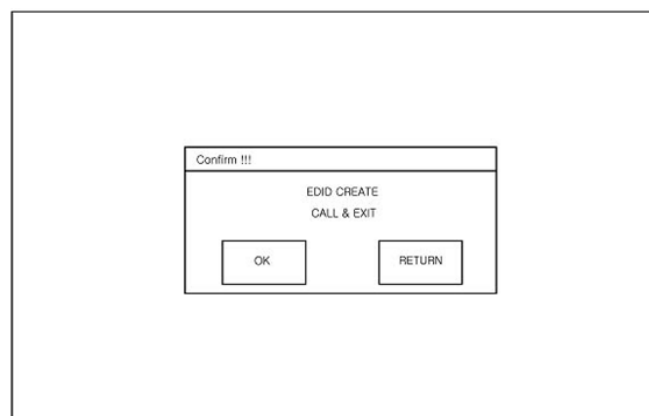 Confirm !!!
EDID CREATE
CALL & EXIT
OK
RETURN